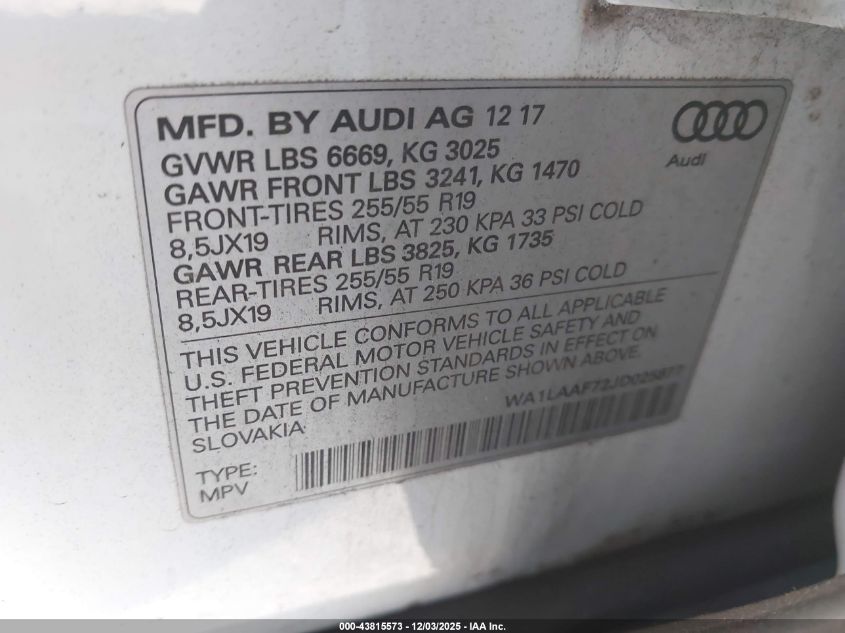 MFD. BY AUDI AG 12 17
Audi
GVWR LBS 6669, KG 3025
GAWR FRONT LBS 3241, KG 1470
FRONT-TIRES 255/55 R19
8,5JX19 RIMS, AT 230 KPA 33 PSI COLD
GAWR REAR LBS 3825, KG 1735
REAR-TIRES 255/55 R19
8,5JX19 RIMS, AT 250 KPA 36 PSI COLD
THIS VEHICLE CONFORMS TO ALL APPLICABLE
U.S. FEDERAL MOTOR VEHICLE SAFETY AND
THEFT PREVENTION STANDARDS IN EFFECT ON
THE DATE OF MANUFACTURE SHOWN ABOVE.
SLOVAKIA
WA1LAAF72JD025877
TYPE:
MPV
000-43815573 - 12/03/2025 - IAA Inc.